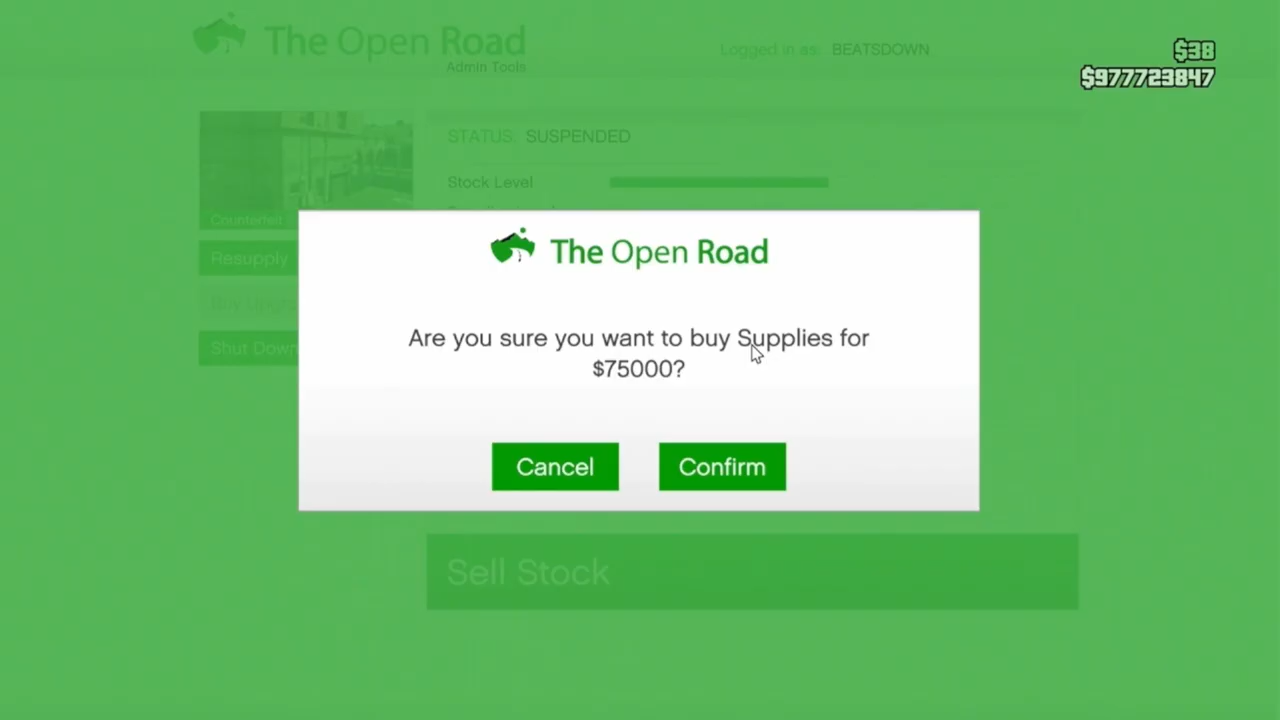 The Open Road
Admin Tools
Logged in as: BEATSDOWN
$38
$977723847
STATUS: SUSPENDED
Stock Level
Counterfeit
Resupply
Shut Down
The Open Road
Are you sure you want to buy Supplies for
$75000?
Cancel
Confirm
Sell Stock